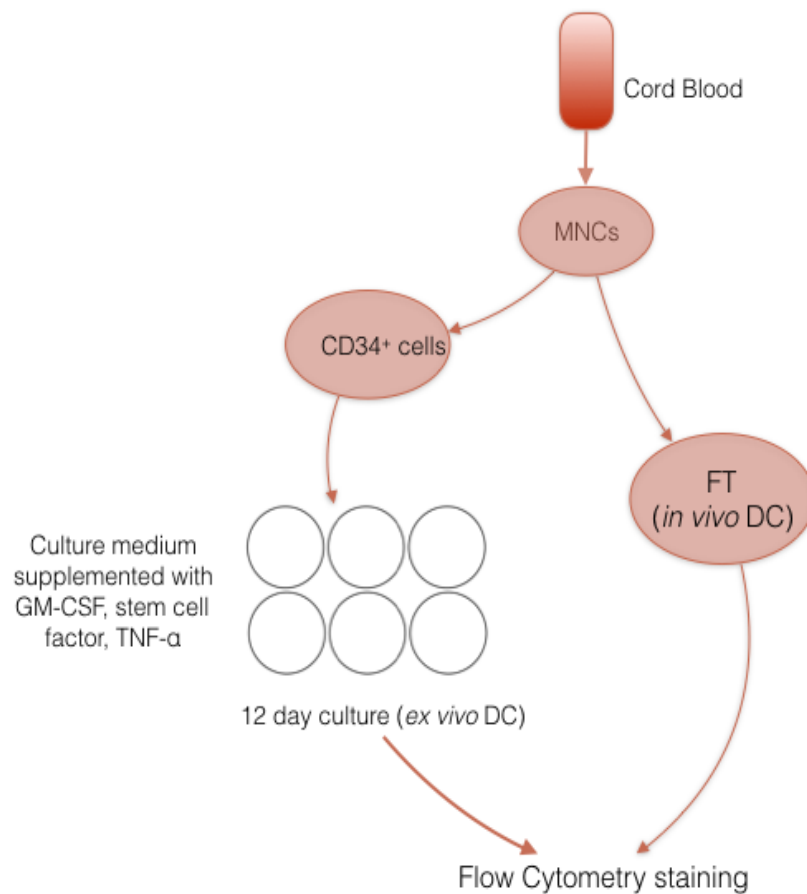 Cord Blood
MNCs
CD34⁺ cells
FT
(in vivo DC)
Culture medium
supplemented with
GM-CSF, stem cell
factor, TNF-α
12 day culture (ex vivo DC)
Flow Cytometry staining